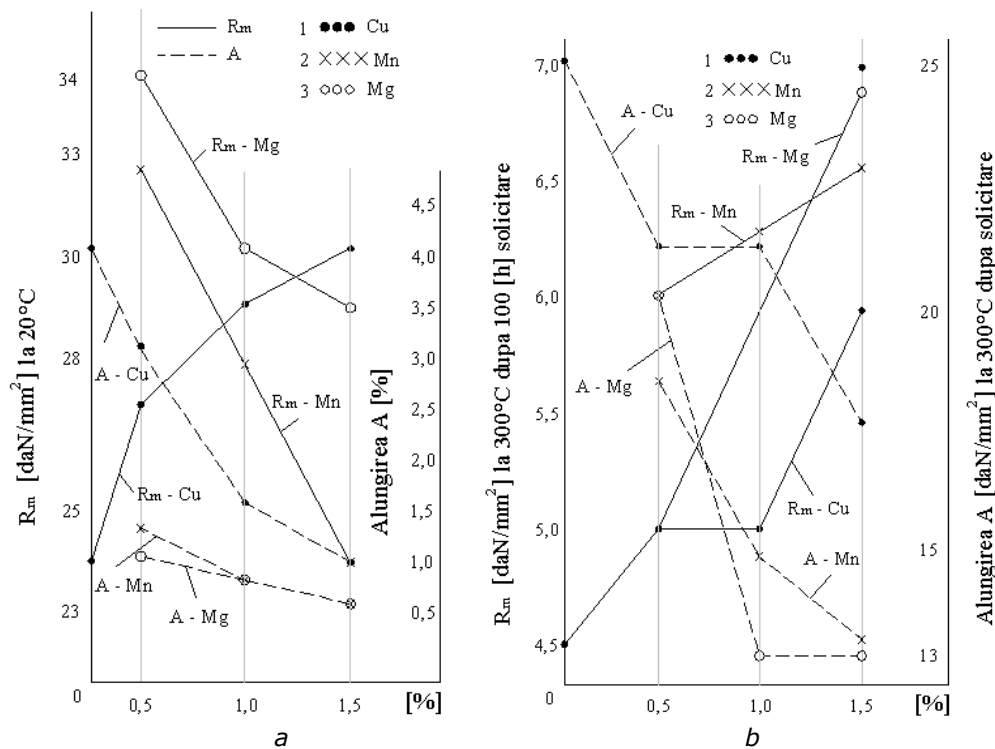 Rm
A
1 Cu
2 ×××Mn
3 Mg
34
33
30
28
25
23
0
Rm [daN/mm²] la 20°C
Rm - Mg
A - Cu
Rm - Mn
Rm - Cu
A - Mn
A - Mg
4,5
4,0
3,5
3,0
2,5
2,0
1,5
1,0
0,5
Alungirea A [%]
0,5
1,0
1,5
[%]
a
7,0
6,5
6,0
5,5
5,0
4,5
0
Rm [daN/mm²] la 300°C dupa 100 [h] solicitare
1 Cu
2 ×××Mn
3 Mg
A - Cu
Rm - Mg
Rm - Mn
A - Mg
Rm - Cu
A - Mn
25
20
15
13
Alungirea A [daN/mm²] la 300°C dupa solicitare
0,5
1,0
1,5
[%]
b